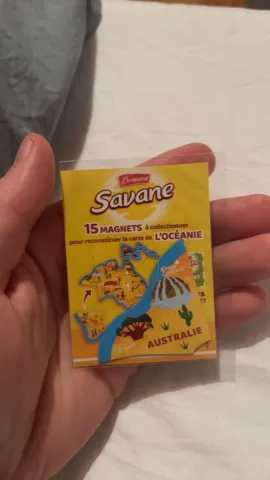 Brossard
Savane
15 MAGNETS à collectionner
pour reconstituer la carte de L'OCÉANIE
AUSTRALIE